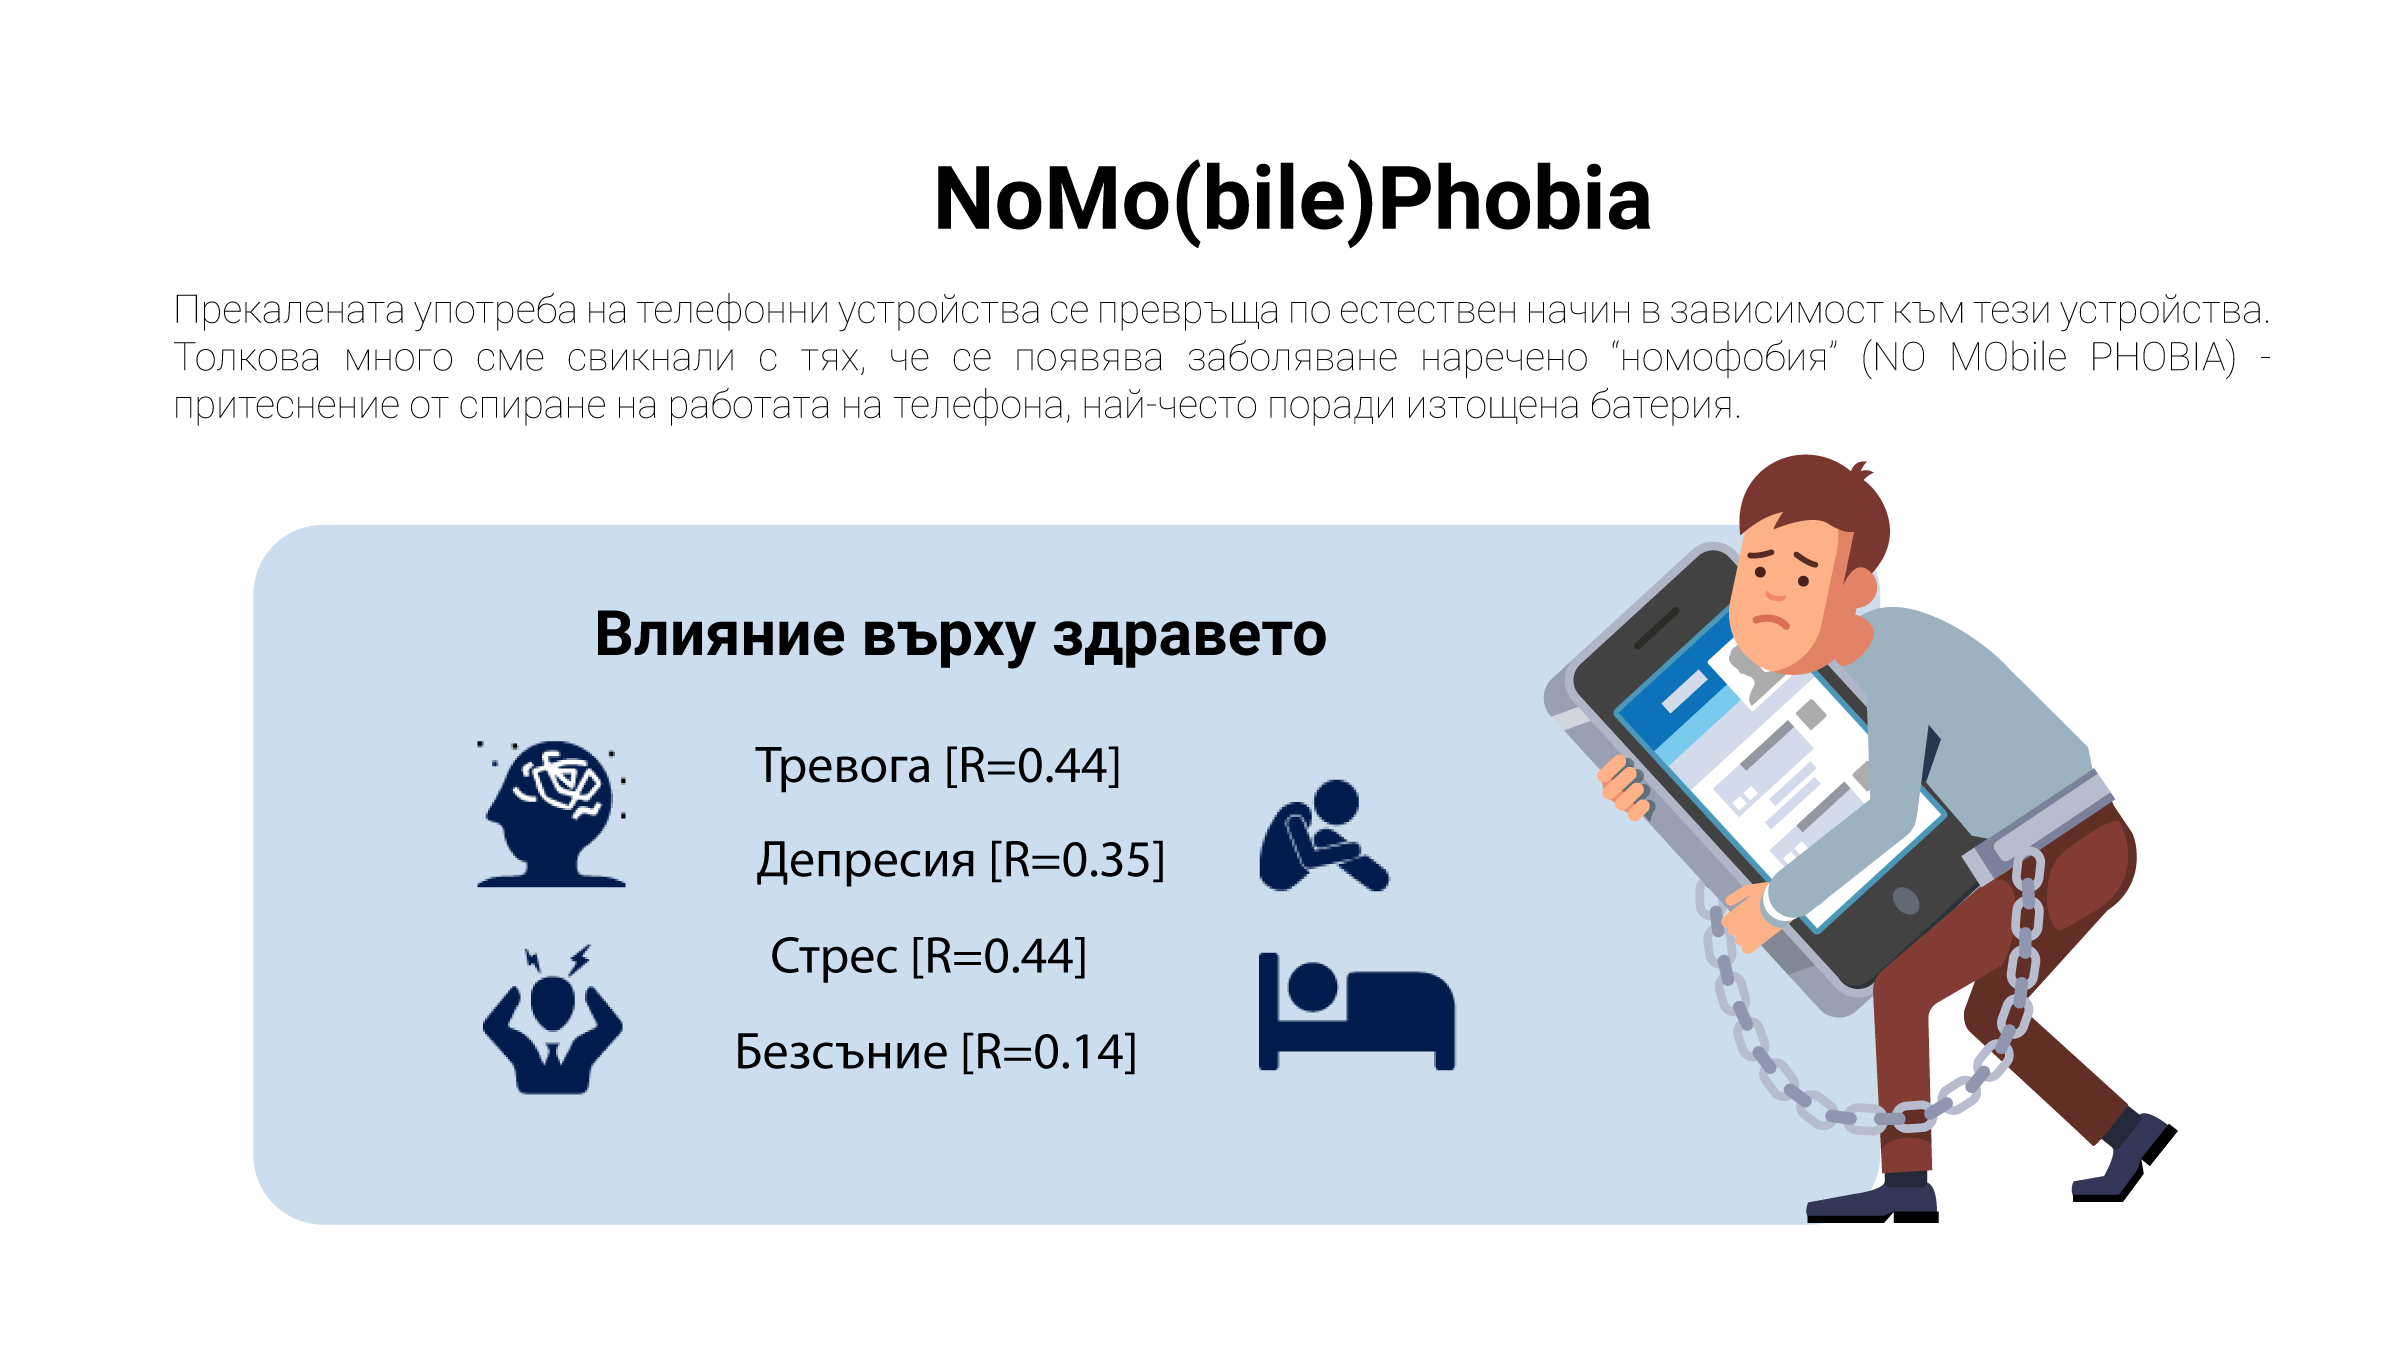 NoMo(bile)Phobia
Прекалената употреба на телефонни устройства се превръща по естествен начин в зависимост към тези устройства.
Толкова много сме свикнали с тях, че се появява заболяване наречено “номофобия” (NO MObile PHOBIA) -
притеснение от спиране на работата на телефона, най-често поради изтощена батерия.
Влияние върху здравето
Тревога [R=0.44]
Депресия [R=0.35]
Стрес [R=0.44]
Безсъние [R=0.14]